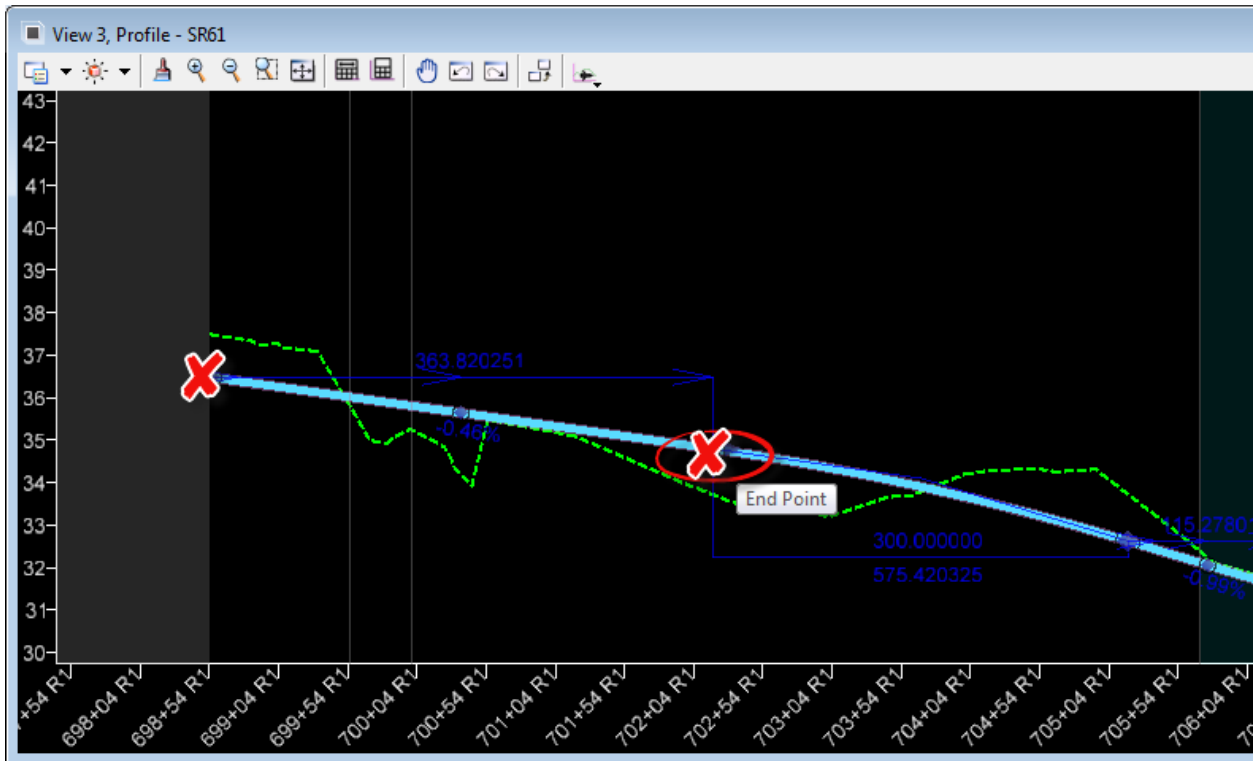 View 3, Profile - SR61
43
42
41
40
39
38
37
36
35
34
33
32
31
30
363.820251
-0.46%
End Point
300.000000
575.420325
-0.99%
+54 R1
698+04 R1
698+54 R1
699+04 R1
699+54 R1
700+04 R1
700+54 R1
701+04 R1
701+54 R1
702+04 R1
702+54 R1
703+04 R1
703+54 R1
704+04 R1
704+54 R1
705+04 R1
705+54 R1
706+04 R1